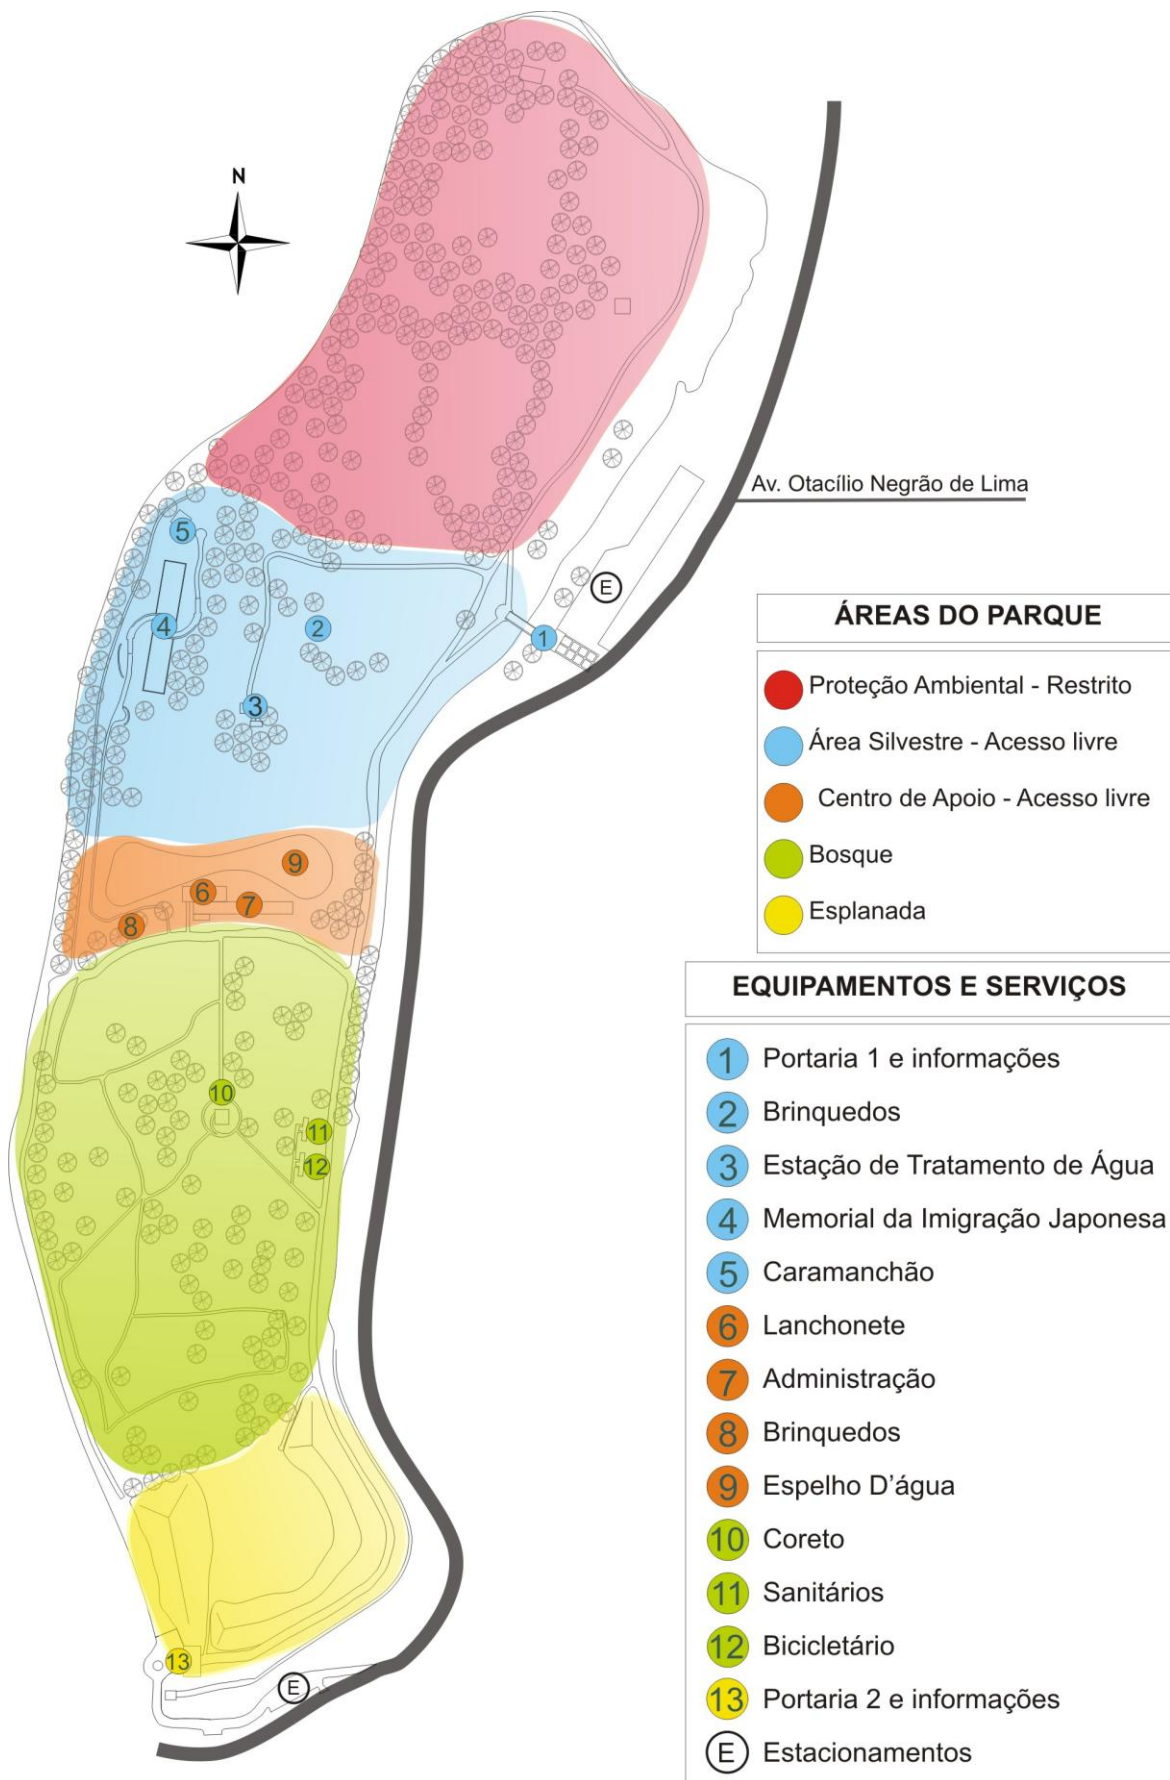 N
Av. Otacílio Negrão de Lima
5
4
2
E
1
3
9
6
7
8
10
11
12
13
E
ÁREAS DO PARQUE
Proteção Ambiental - Restrito
Área Silvestre - Acesso livre
Centro de Apoio - Acesso livre
Bosque
Esplanada
EQUIPAMENTOS E SERVIÇOS
1 Portaria 1 e informações
2 Brinquedos
3 Estação de Tratamento de Água
4 Memorial da Imigração Japonesa
5 Caramanchão
6 Lanchonete
7 Administração
8 Brinquedos
9 Espelho D'água
10 Coreto
11 Sanitários
12 Bicicletário
13 Portaria 2 e informações
E Estacionamentos